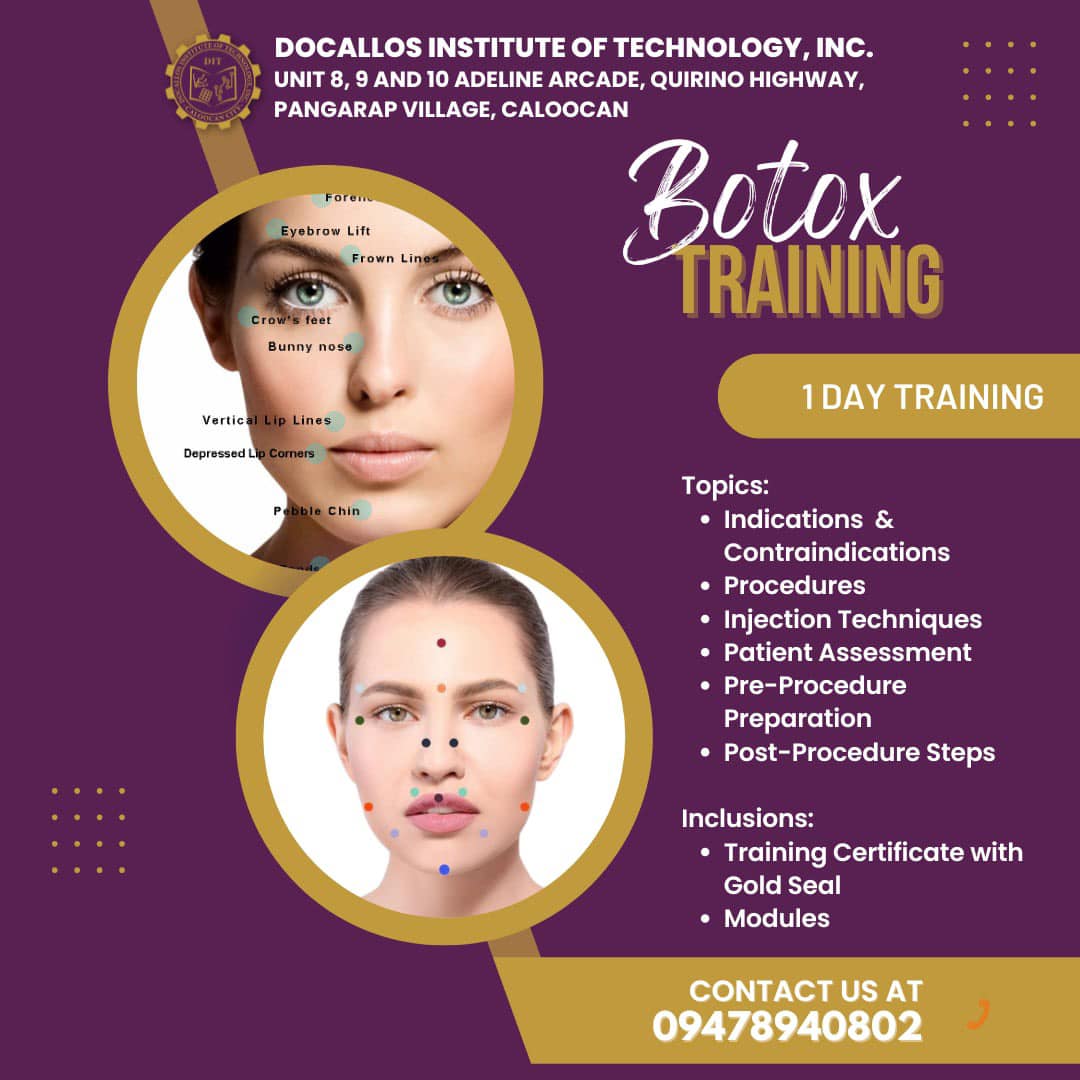 DOCALLOS INSTITUTE OF TECHNOLOGY, INC.
UNIT 8, 9 AND 10 ADELINE ARCADE, QUIRINO HIGHWAY,
PANGARAP VILLAGE, CALOOCAN
DIT
Botox
TRAINING
Eyebrow Lift
Frown Lines
Crow's feet
Bunny nose
Vertical Lip Lines
Depressed Lip Corners
Pebble Chin
1 DAY TRAINING
Topics:
• Indications &
Contraindications
• Procedures
• Injection Techniques
• Patient Assessment
• Pre-Procedure
Preparation
• Post-Procedure Steps
Inclusions:
• Training Certificate with
Gold Seal
• Modules
CONTACT US AT
09478940802